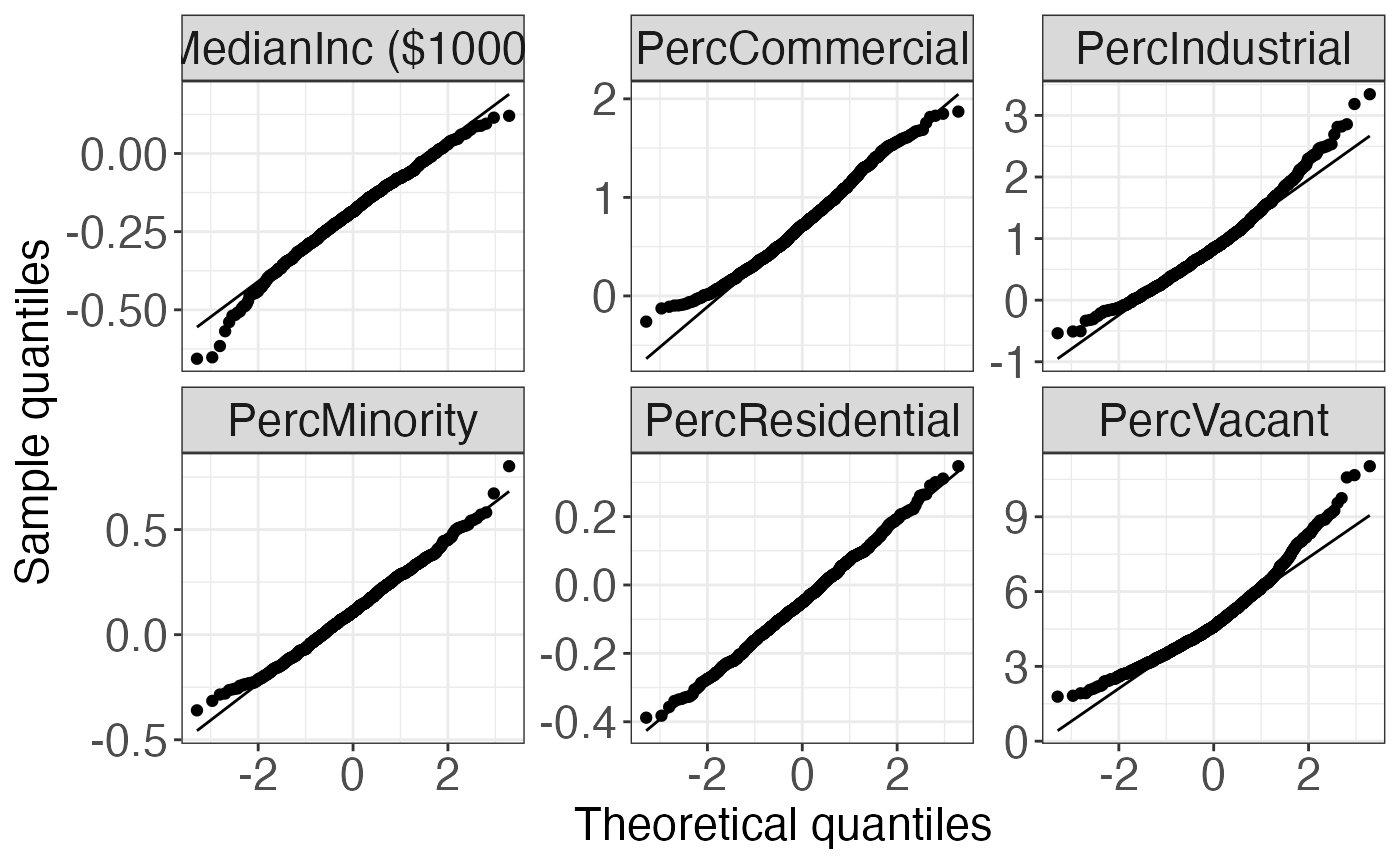 MedianInc ($1000
PercCommercial
PercIndustrial
0.00
-0.25
-0.50
2
1
0
3
2
1
0
-1
Sample quantiles
PercMinority
PercResidential
PercVacant
0.5
0.0
-0.5
0.2
0.0
-0.2
-0.4
9
6
3
0
-2 0 2
-2 0 2
-2 0 2
Theoretical quantiles